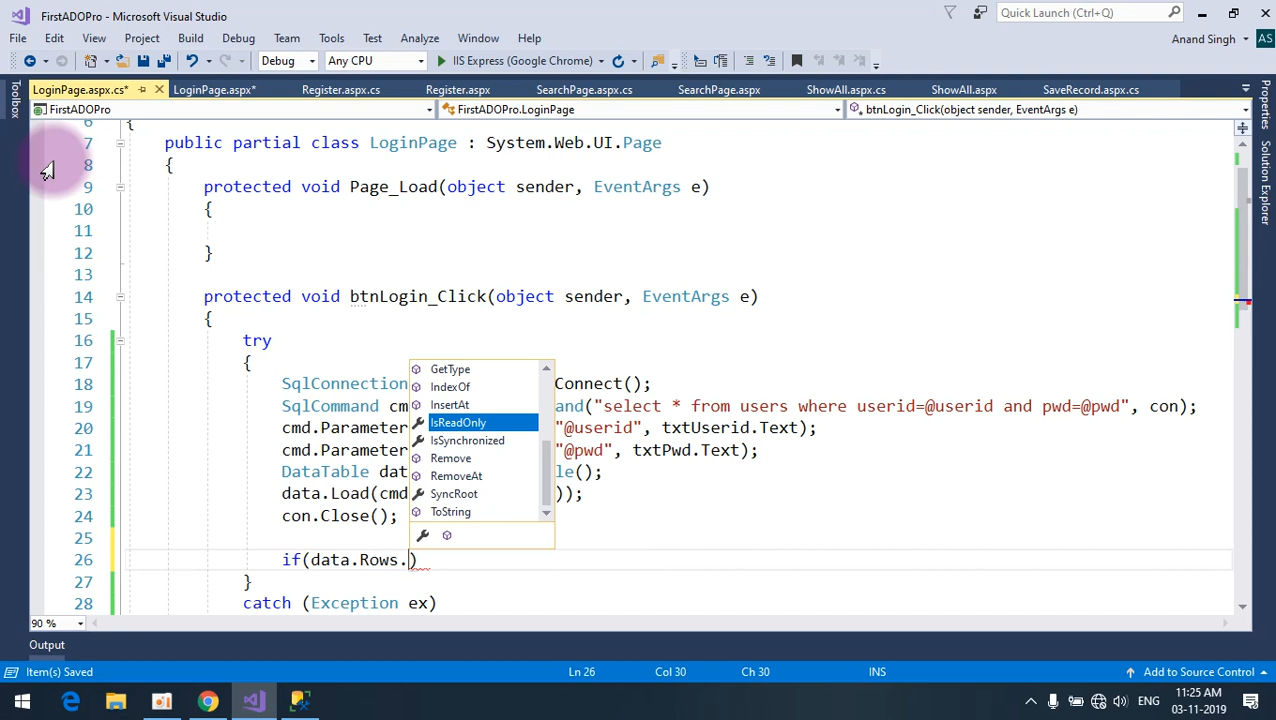 FirstADOPro - Microsoft Visual Studio
Quick Launch (Ctrl+Q)
File Edit View Project Build Debug Team Tools Test Analyze Window Help
Anand Singh AS
Debug Any CPU IIS Express (Google Chrome)
LoginPage.aspx.cs* LoginPage.aspx* Register.aspx.cs Register.aspx SearchPage.aspx.cs SearchPage.aspx ShowAll.aspx.cs ShowAll.aspx SaveRecord.aspx.cs
Toolbox
Properties
Solution Explorer
FirstADOPro FirstADOPro.LoginPage btnLogin_Click(object sender, EventArgs e)
6 {
7 public partial class LoginPage : System.Web.UI.Page
8 {
9 protected void Page_Load(object sender, EventArgs e)
10 {
11
12 }
13
14 protected void btnLogin_Click(object sender, EventArgs e)
15 {
16 try
17 {
18 SqlConnection Connect();
19 SqlCommand cm and("select * from users where userid=@userid and pwd=@pwd", con);
20 cmd.Parameter "@userid", txtUserid.Text);
21 cmd.Parameter "@pwd", txtPwd.Text);
22 DataTable dat le();
23 data.Load(cmd ));
24 con.Close();
25
26 if(data.Rows.)
27 }
28 catch (Exception ex)
GetType
IndexOf
InsertAt
IsReadOnly
IsSynchronized
Remove
RemoveAt
SyncRoot
ToString
90 %
Output
Item(s) Saved Ln 26 Col 30 Ch 30 INS Add to Source Control
ENG 11:25 AM
03-11-2019